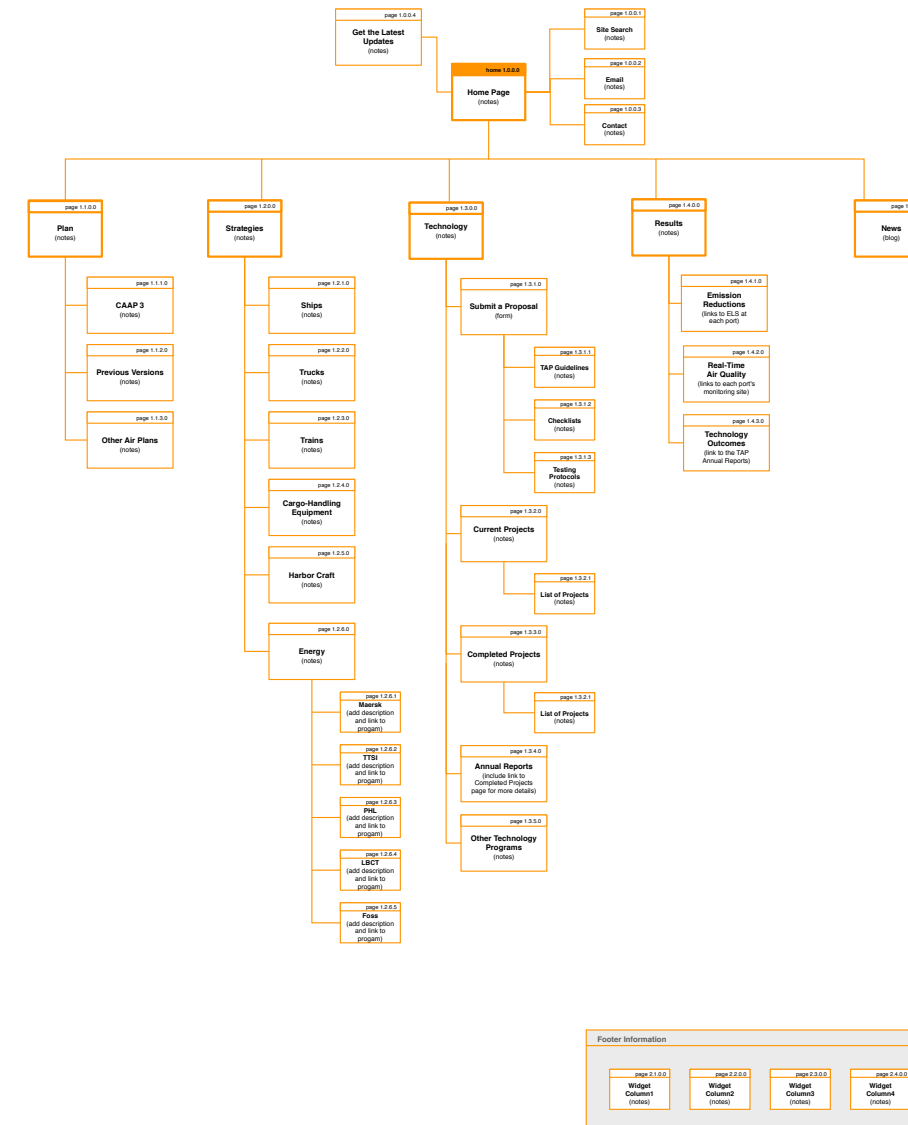 page 1.0.0.4
Get the Latest
Updates
(notes)
home 1.0.0.0
Home Page
(notes)
page 1.0.0.1
Site Search
(notes)
page 1.0.0.2
Email
(notes)
page 1.0.0.3
Contact
(notes)
page 1.1.0.0
Plan
(notes)
page 1.1.1.0
CAAP 3
(notes)
page 1.1.2.0
Previous Versions
(notes)
page 1.1.3.0
Other Air Plans
(notes)
page 1.2.0.0
Strategies
(notes)
page 1.2.1.0
Ships
(notes)
page 1.2.2.0
Trucks
(notes)
page 1.2.3.0
Trains
(notes)
page 1.2.4.0
Cargo-Handling
Equipment
(notes)
page 1.2.5.0
Harbor Craft
(notes)
page 1.2.6.0
Energy
(notes)
page 1.2.6.1
Maersk
(add description
and link to
progam)
page 1.2.6.2
TTSI
(add description
and link to
progam)
page 1.2.6.3
PHL
(add description
and link to
progam)
page 1.2.6.4
LBCT
(add description
and link to
progam)
page 1.2.6.5
Foss
(add description
and link to
progam)
page 1.3.0.0
Technology
(notes)
page 1.3.1.0
Submit a Proposal
(form)
page 1.3.1.1
TAP Guidelines
(notes)
page 1.3.1.2
Checklists
(notes)
page 1.3.1.3
Testing
Protocols
(notes)
page 1.3.2.0
Current Projects
(notes)
page 1.3.2.1
List of Projects
(notes)
page 1.3.3.0
Completed Projects
(notes)
page 1.3.2.1
List of Projects
(notes)
page 1.3.4.0
Annual Reports
(include link to
Completed Projects
page for more details)
page 1.3.5.0
Other Technology
Programs
(notes)
page 1.4.0.0
Results
(notes)
page 1.4.1.0
Emission
Reductions
(links to ELS at
each port)
page 1.4.2.0
Real-Time
Air Quality
(links to each port's
monitoring site)
page 1.4.3.0
Technology
Outcomes
(link to the TAP
Annual Reports)
page 1
News
(blog)
Footer Information
page 2.1.0.0
Widget
Column1
(notes)
page 2.2.0.0
Widget
Column2
(notes)
page 2.3.0.0
Widget
Column3
(notes)
page 2.4.0.0
Widget
Column4
(notes)